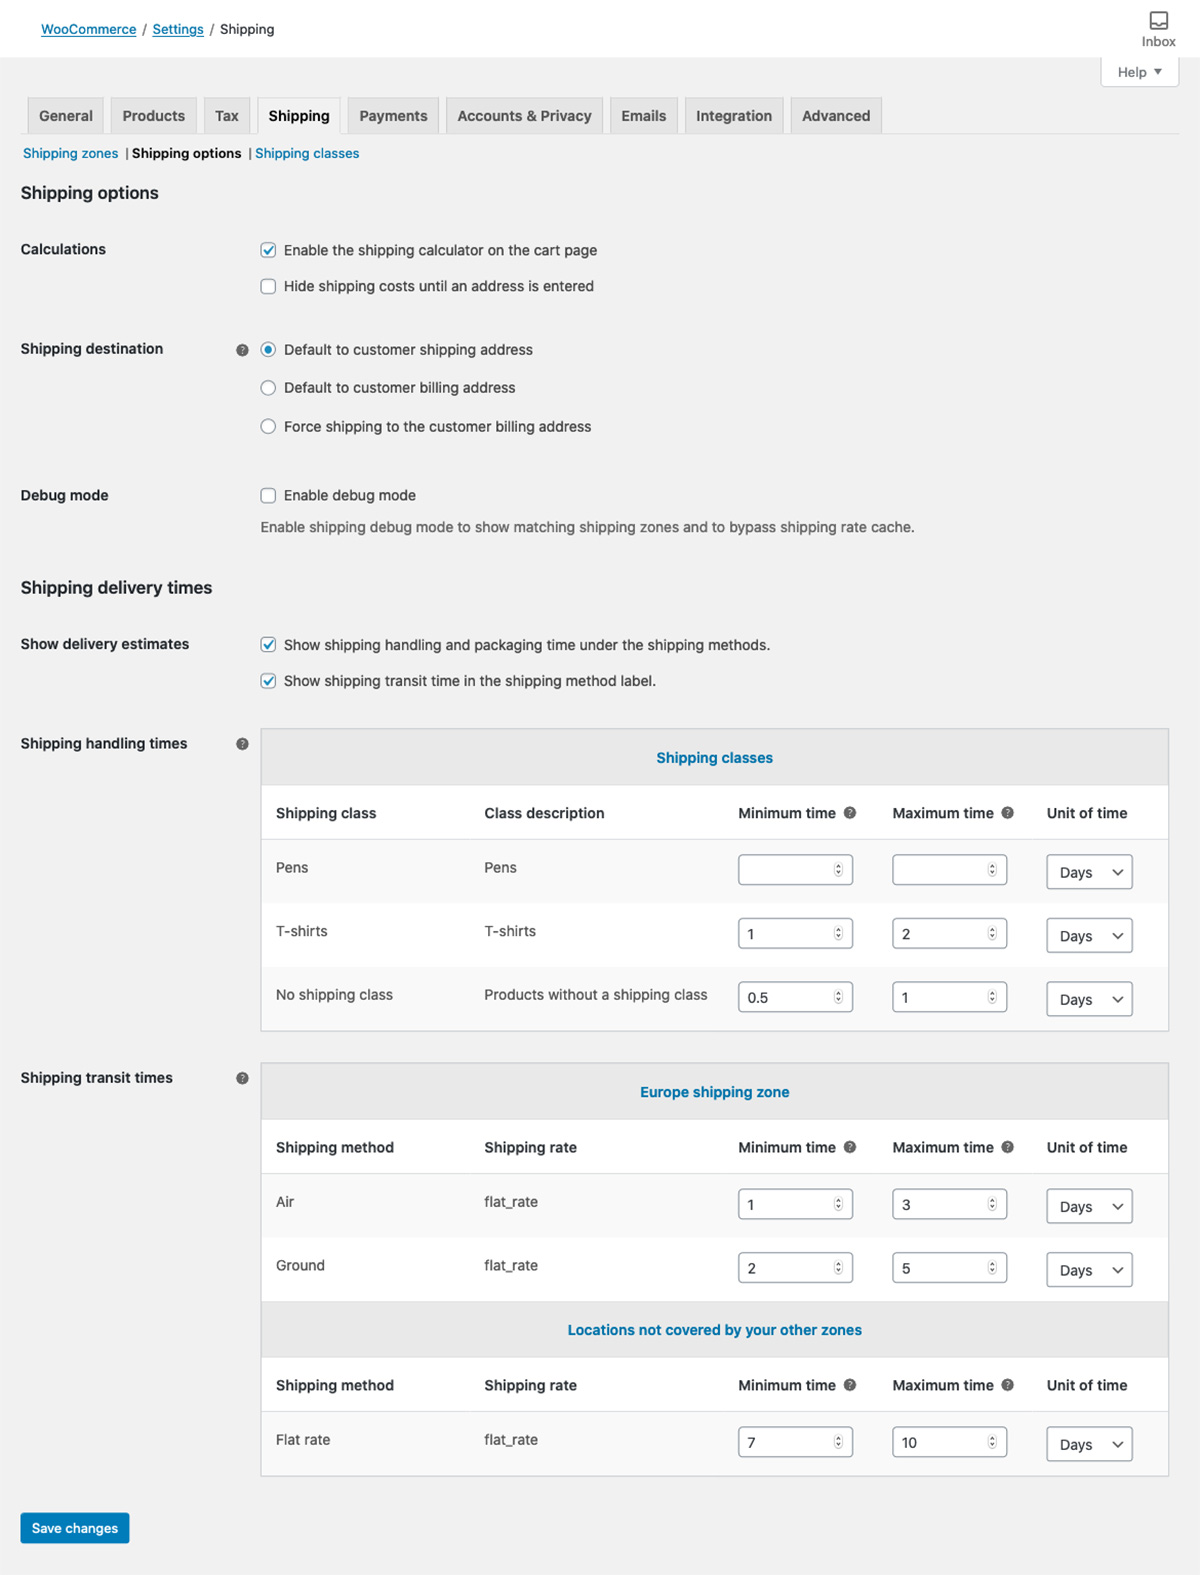 WooCommerce / Settings / Shipping
Inbox
Help
General Products Tax Shipping Payments Accounts & Privacy Emails Integration Advanced
Shipping zones | Shipping options | Shipping classes
Shipping options
Calculations
Enable the shipping calculator on the cart page
Hide shipping costs until an address is entered
Shipping destination
Default to customer shipping address
Default to customer billing address
Force shipping to the customer billing address
Debug mode
Enable debug mode
Enable shipping debug mode to show matching shipping zones and to bypass shipping rate cache.
Shipping delivery times
Show delivery estimates
Show shipping handling and packaging time under the shipping methods.
Show shipping transit time in the shipping method label.
Shipping handling times
Shipping classes
Shipping class Class description Minimum time Maximum time Unit of time
Pens Pens Days
T-shirts T-shirts 1 2 Days
No shipping class Products without a shipping class 0.5 1 Days
Shipping transit times
Europe shipping zone
Shipping method Shipping rate Minimum time Maximum time Unit of time
Air flat_rate 1 3 Days
Ground flat_rate 2 5 Days
Locations not covered by your other zones
Shipping method Shipping rate Minimum time Maximum time Unit of time
Flat rate flat_rate 7 10 Days
Save changes